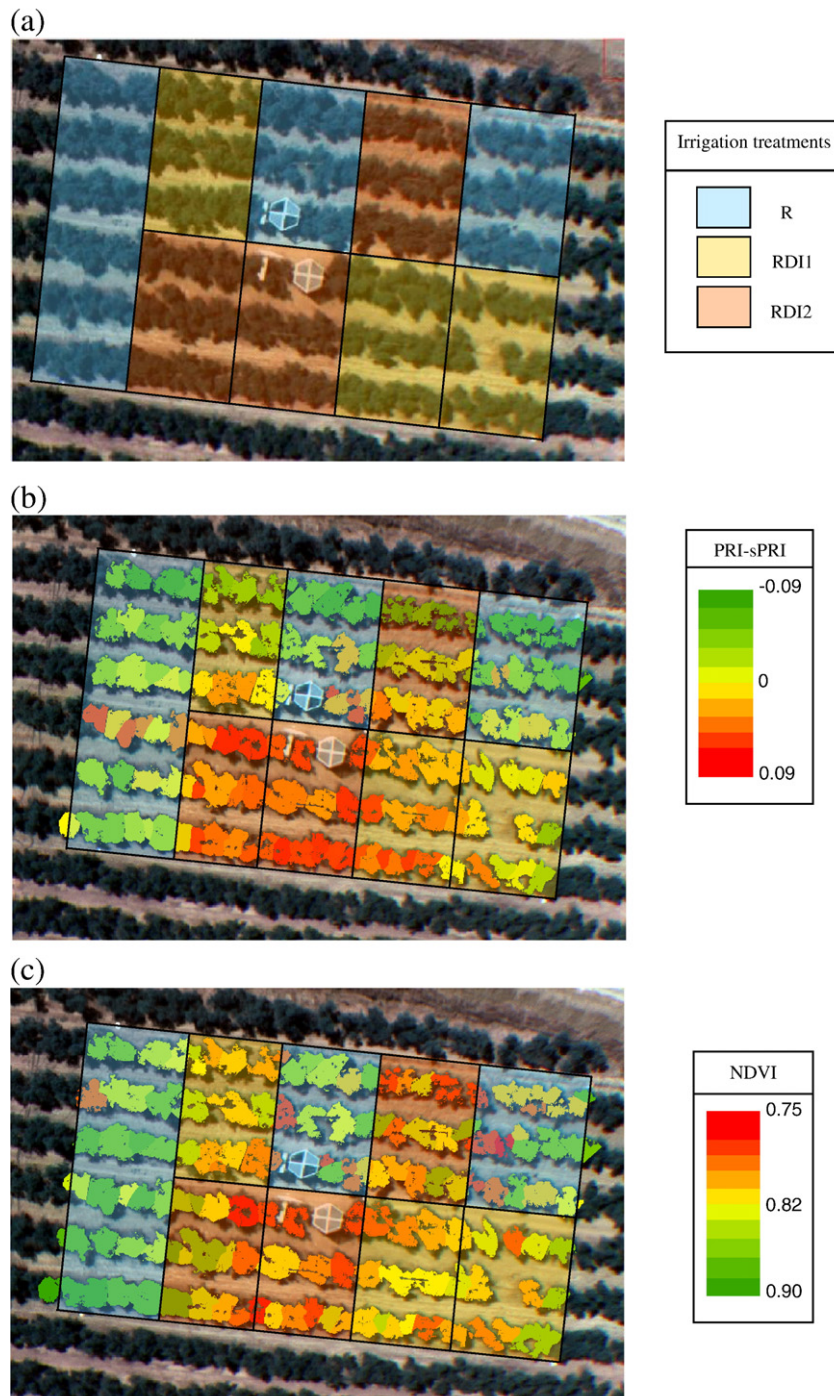 (a)
Irrigation treatments
R
RDI1
RDI2
(b)
PRI-sPRI
-0.09
0
0.09
(c)
NDVI
0.75
0.82
0.90